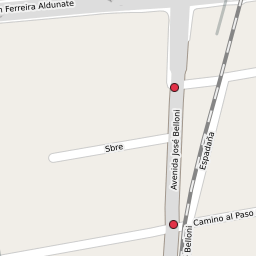 n Ferreira Aldunate
Avenida José Belloni
Espadaña
Sbre
Camino al Paso
Belloni